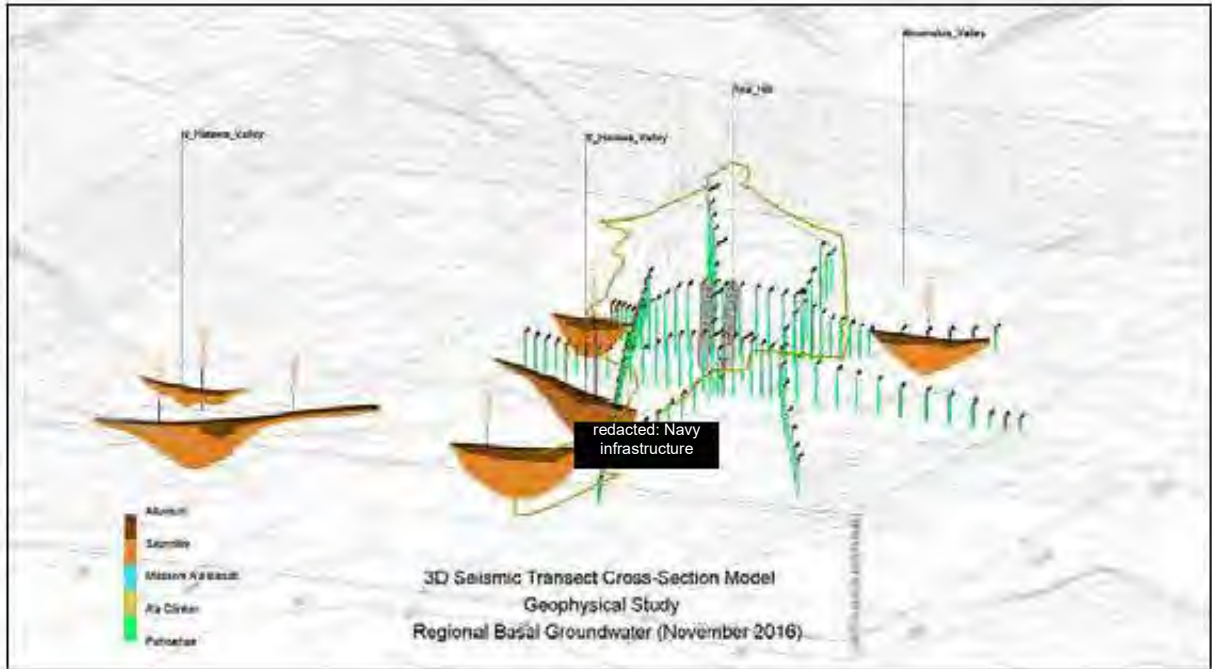 Moanalua_Valley
Red_Hill
N_Halawa_Valley
S_Halawa_Valley
redacted: Navy
infrastructure
Alluvium
Saprolite
Massive
A'a Clinker
Pahoehoe
3D Seismic Transect Cross-Section Model
Geophysical Study
Regional Basal Groundwater (November 2016)